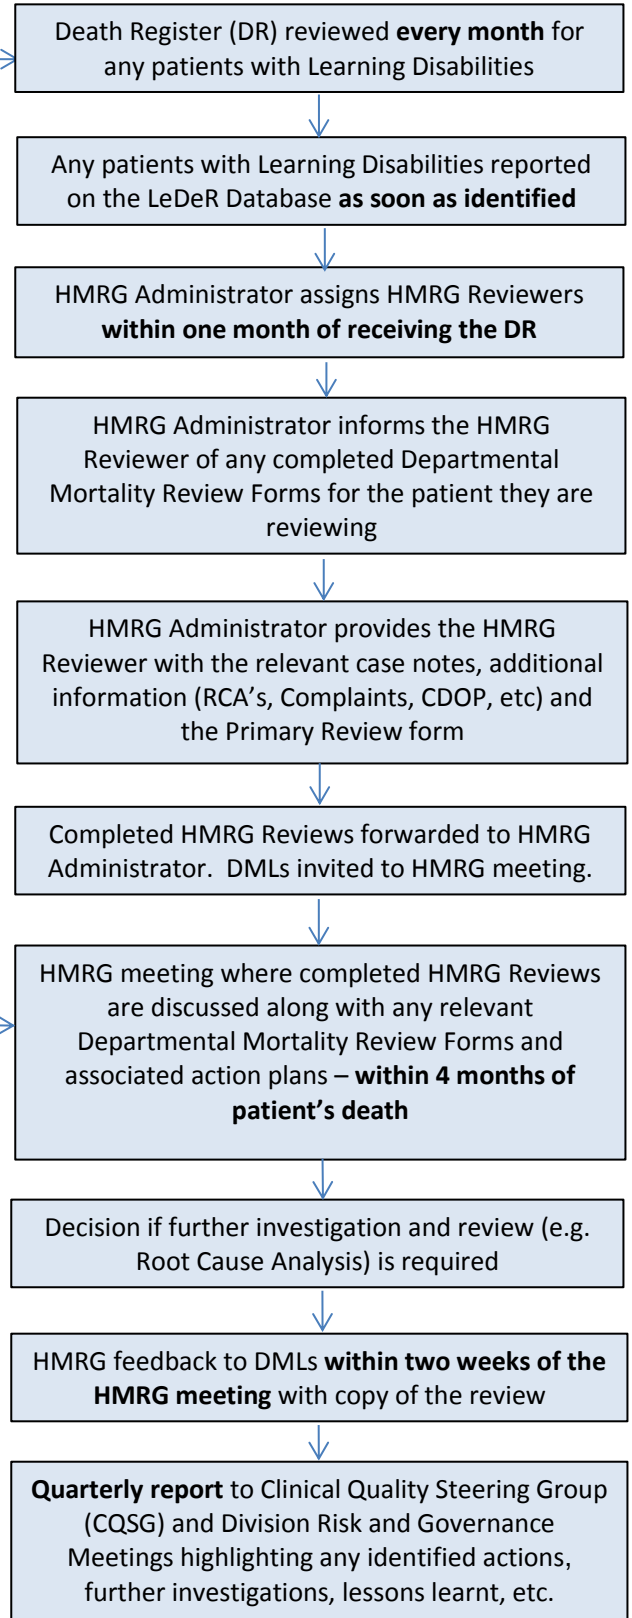 Death Register (DR) reviewed every month for
any patients with Learning Disabilities
Any patients with Learning Disabilities reported
on the LeDeR Database as soon as identified
HMRG Administrator assigns HMRG Reviewers
within one month of receiving the DR
HMRG Administrator informs the HMRG
Reviewer of any completed Departmental
Mortality Review Forms for the patient they are
reviewing
HMRG Administrator provides the HMRG
Reviewer with the relevant case notes, additional
information (RCA’s, Complaints, CDOP, etc) and
the Primary Review form
Completed HMRG Reviews forwarded to HMRG
Administrator.  DMLs invited to HMRG meeting.
HMRG meeting where completed HMRG Reviews
are discussed along with any relevant
Departmental Mortality Review Forms and
associated action plans – within 4 months of
patient’s death
Decision if further investigation and review (e.g.
Root Cause Analysis) is required
HMRG feedback to DMLs within two weeks of the
HMRG meeting with copy of the review
Quarterly report to Clinical Quality Steering Group
(CQSG) and Division Risk and Governance
Meetings highlighting any identified actions,
further investigations, lessons learnt, etc.